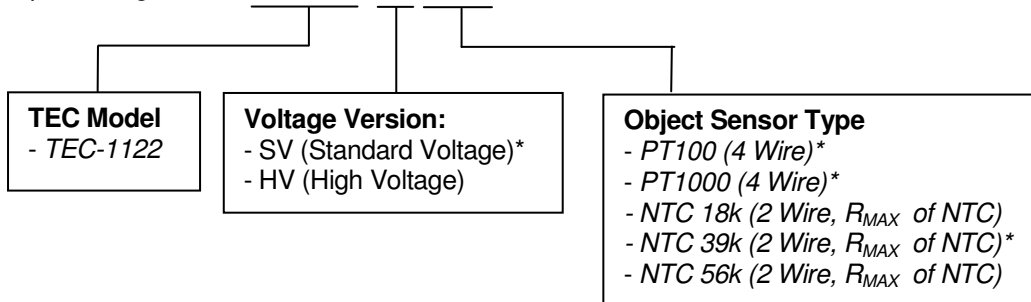 TEC Model
- TEC-1122
Voltage Version:
- SV (Standard Voltage)*
- HV (High Voltage)
Object Sensor Type
- PT100 (4 Wire)*
- PT1000 (4 Wire)*
- NTC 18k (2 Wire, RMAX of NTC)
- NTC 39k (2 Wire, RMAX of NTC)*
- NTC 56k (2 Wire, RMAX of NTC)